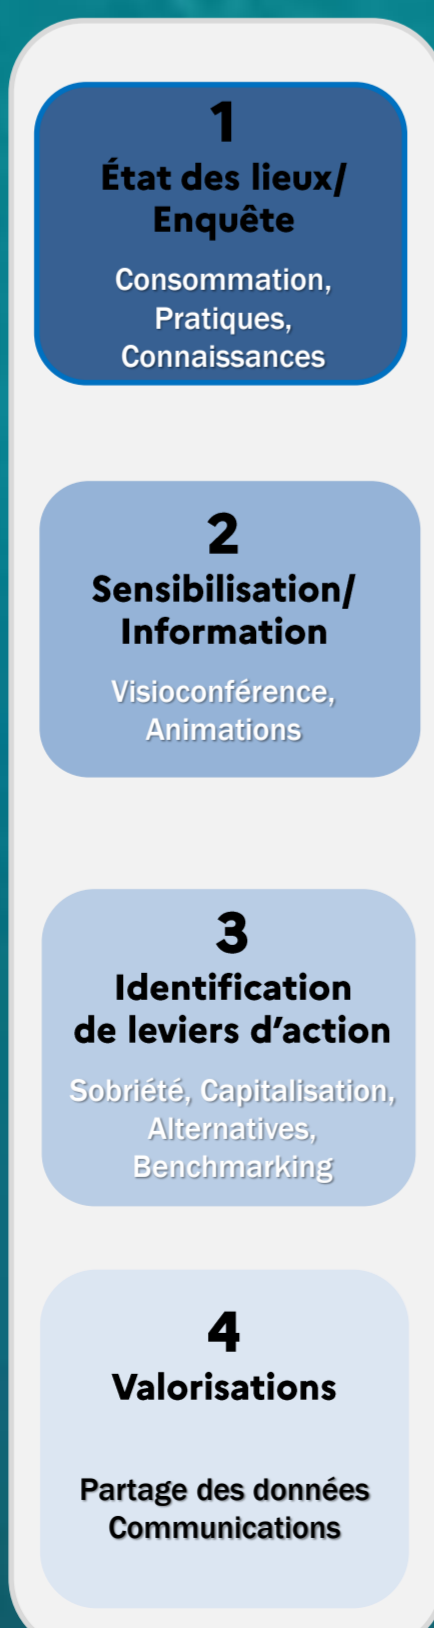 1
État des lieux/
Enquête
Consommation,
Pratiques,
Connaissances
2
Sensibilisation/
Information
Visioconférence,
Animations
3
Identification
de leviers d’action
Sobriété, Capitalisation,
Alternatives,
Benchmarking
4
Valorisations
Partage des données
Communications